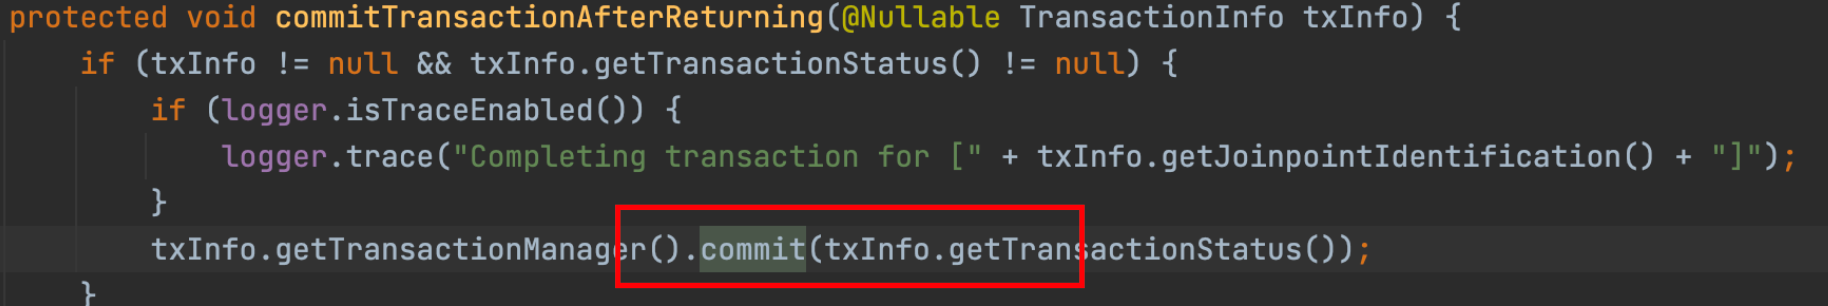 protected void commitTransactionAfterReturning(@Nullable TransactionInfo txInfo) {
if (txInfo != null && txInfo.getTransactionStatus() != null) {
if (logger.isTraceEnabled()) {
logger.trace("Completing transaction for [" + txInfo.getJoinpointIdentification() + "]");
}
txInfo.getTransactionManager().commit(txInfo.getTransactionStatus());
}